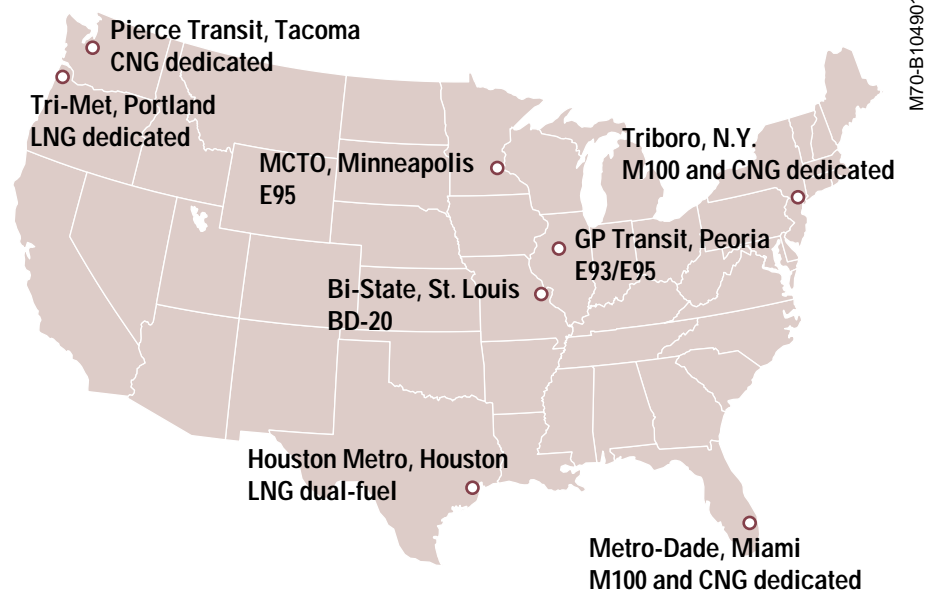 Pierce Transit, Tacoma
CNG dedicated
Tri-Met, Portland
LNG dedicated
MCTO, Minneapolis
E95
Triboro, N.Y.
M100 and CNG dedicated
GP Transit, Peoria
E93/E95
Bi-State, St. Louis
BD-20
Houston Metro, Houston
LNG dual-fuel
Metro-Dade, Miami
M100 and CNG dedicated
M70-B104901